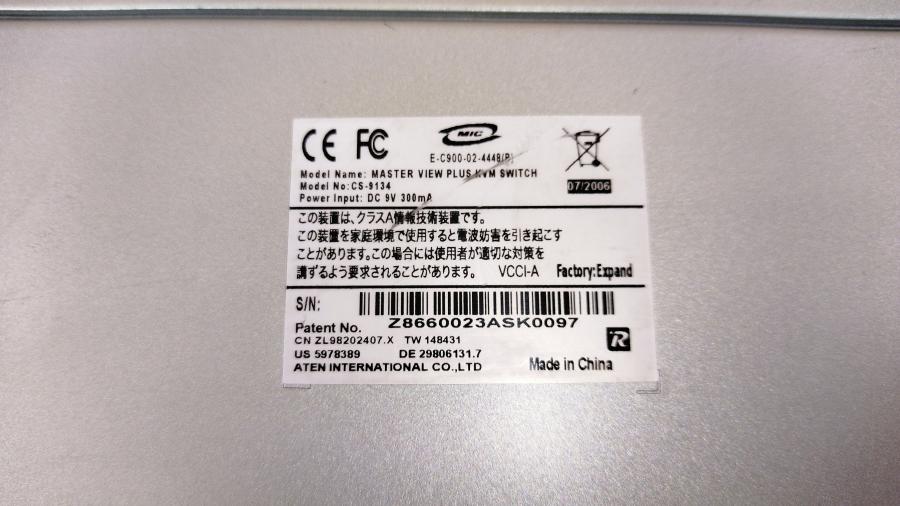 CE FC MIC
E-C900-02-4448(P)
Model Name: MASTER VIEW PLUS KVM SWITCH
Model No:CS-9134
Power Input: DC 9V 300mA
07/2006
この装置は、クラスA情報技術装置です。
この装置を家庭環境で使用すると電波妨害を引き起こす
ことがあります。この場合には使用者が適切な対策を
講ずるよう要求されることがあります。 VCCI-A Factory:Expand
S/N:
Z8660023ASK0097
Patent No.
CN ZL98202407.X TW 148431
US 5978389 DE 29806131.7
ATEN INTERNATIONAL CO.,LTD
R
Made in China